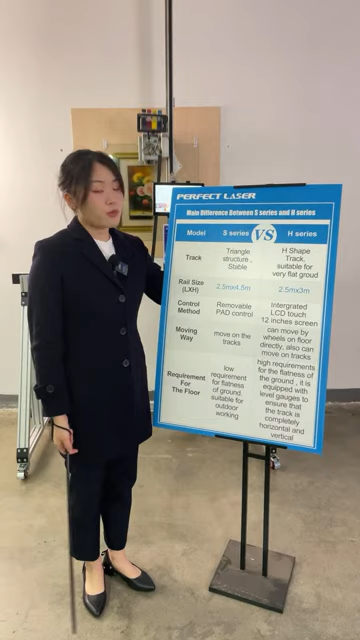 PERFECT LASER
Main Difference Between S series and H series
Model
S series
VS
H series
Track
Triangle
structure ,
Stable
H Shape
Track,
suitable for
very flat groud
Rail Size
(LXH)
2.5mx4.5m
2.5mx3m
Control
Method
Removable
PAD control
Intergrated
LCD touch
12 inches screen
Moving
Way
move on the
tracks
can move by
wheels on floor
directly, also can
move on tracks
Requirement
For
The Floor
low
requirement
for flatness
of ground,
suitable for
outdoor
working
high requirements
for the flatness of
the ground , it is
equipped with
level gauges to
ensure that
the track is
completely
horizontal and
vertical